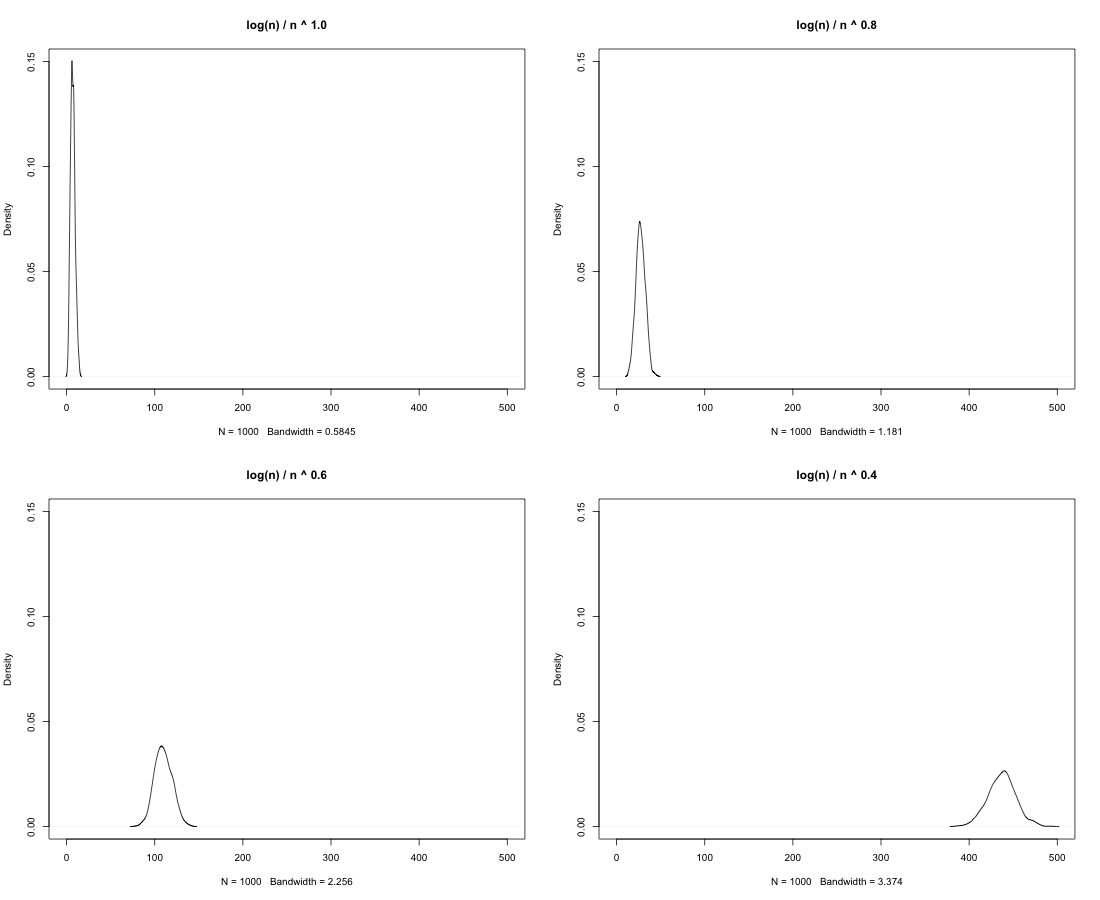 log(n) / n ^ 1.0
Density
0.15
0.10
0.05
0.00
0 100 200 300 400 500
N = 1000 Bandwidth = 0.5845
log(n) / n ^ 0.8
Density
0.15
0.10
0.05
0.00
0 100 200 300 400 500
N = 1000 Bandwidth = 1.181
log(n) / n ^ 0.6
Density
0.15
0.10
0.05
0.00
0 100 200 300 400 500
N = 1000 Bandwidth = 2.256
log(n) / n ^ 0.4
Density
0.15
0.10
0.05
0.00
0 100 200 300 400 500
N = 1000 Bandwidth = 3.374